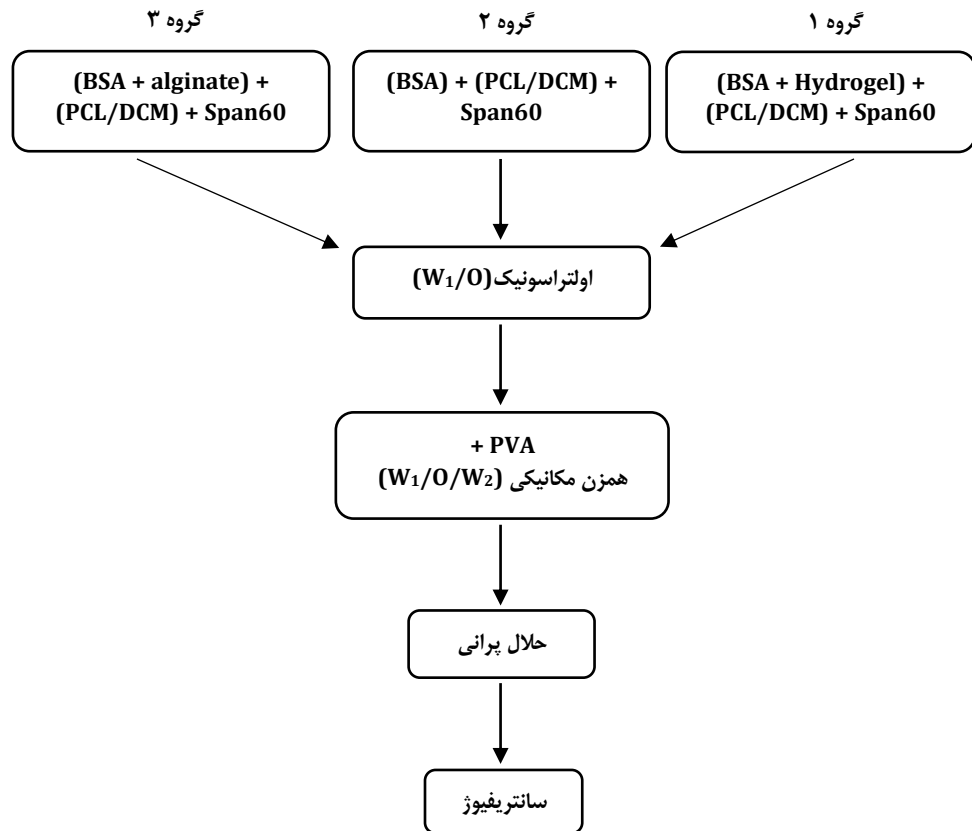 گروه ۱
گروه ۲
گروه ۳
(BSA + Hydrogel) +
(PCL/DCM) + Span60
(BSA) + (PCL/DCM) +
Span60
(BSA + alginate) +
(PCL/DCM) + Span60
اولتراسونیک(W₁/O)
+ PVA
همزن مکانیکی (W₁/O/W₂)
حلال پرانی
سانتریفیوژ